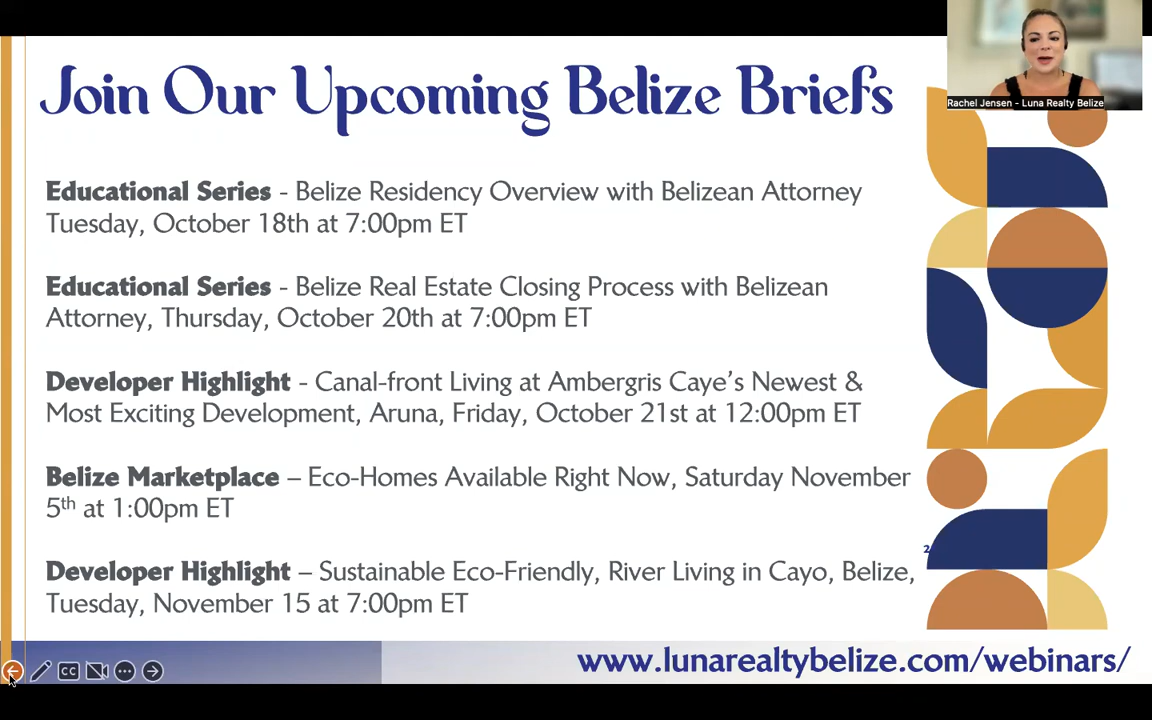 Join Our Upcoming Belize Briefs
Rachel Jensen - Luna Realty Belize
Educational Series - Belize Residency Overview with Belizean Attorney
Tuesday, October 18th at 7:00pm ET
Educational Series - Belize Real Estate Closing Process with Belizean
Attorney, Thursday, October 20th at 7:00pm ET
Developer Highlight - Canal-front Living at Ambergris Caye's Newest &
Most Exciting Development, Aruna, Friday, October 21st at 12:00pm ET
Belize Marketplace – Eco-Homes Available Right Now, Saturday November
5th at 1:00pm ET
Developer Highlight – Sustainable Eco-Friendly, River Living in Cayo, Belize,
Tuesday, November 15 at 7:00pm ET
CC
www.lunarealtybelize.com/webinars/